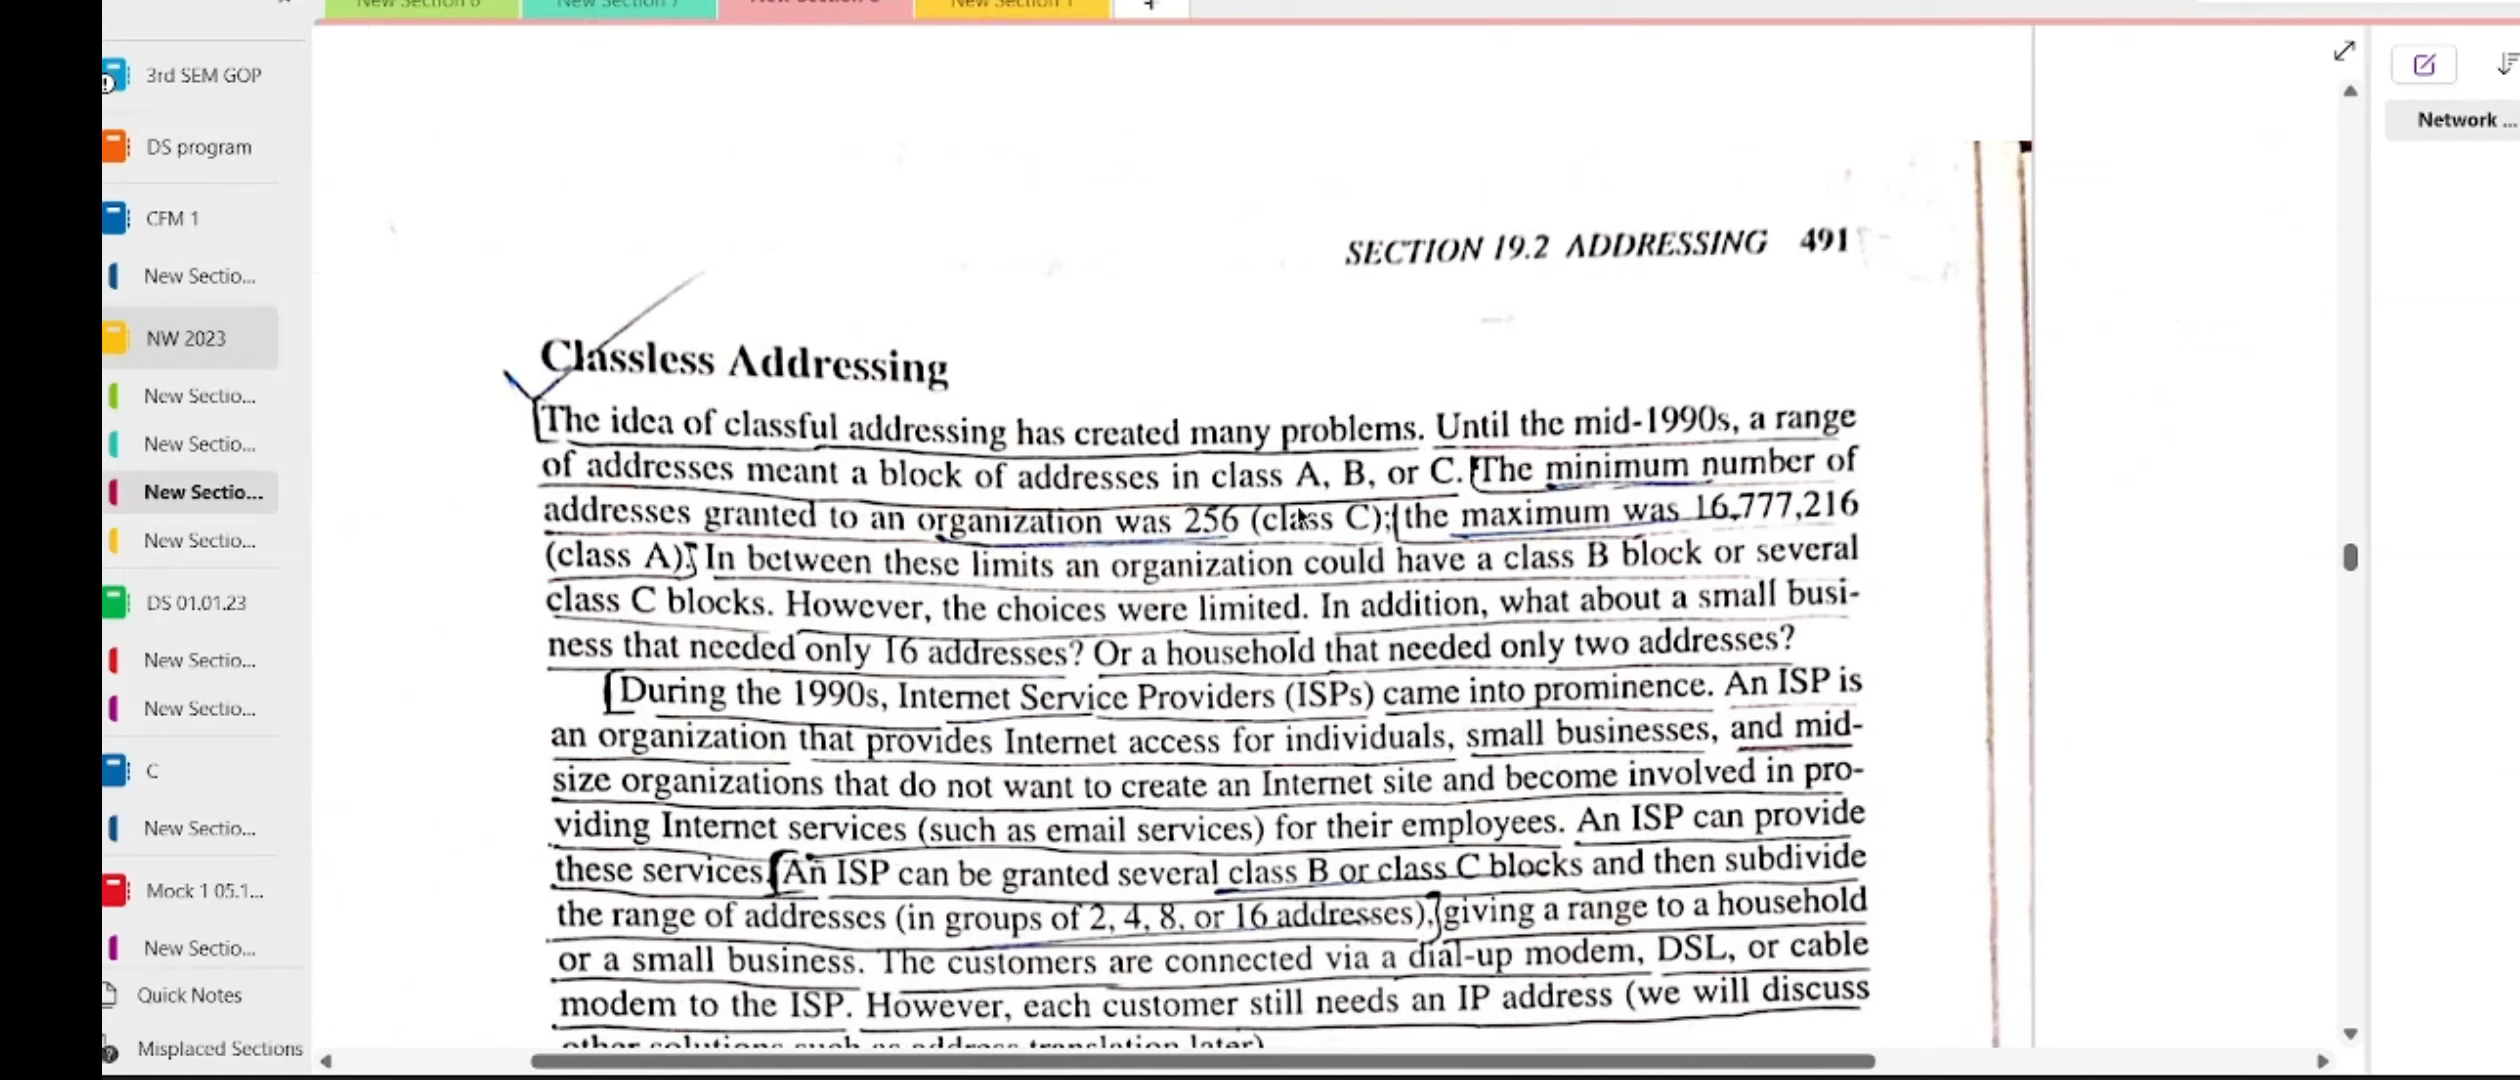 New Section 1
3rd SEM GOP
DS program
CFM 1
New Sectio...
NW 2023
New Sectio...
New Sectio...
New Sectio...
New Sectio...
DS 01.01.23
New Sectio...
New Sectio...
C
New Sectio...
Mock 1 05.1...
New Sectio...
Quick Notes
Misplaced Sections
SECTION 19.2 ADDRESSING 491
Classless Addressing
The idea of classful addressing has created many problems. Until the mid-1990s, a range
of addresses meant a block of addresses in class A, B, or C. The minimum number of
addresses granted to an organization was 256 (class C); the maximum was 16,777,216
(class A). In between these limits an organization could have a class B block or several
class C blocks. However, the choices were limited. In addition, what about a small busi-
ness that needed only 16 addresses? Or a household that needed only two addresses?
During the 1990s, Internet Service Providers (ISPs) came into prominence. An ISP is
an organization that provides Internet access for individuals, small businesses, and mid-
size organizations that do not want to create an Internet site and become involved in pro-
viding Internet services (such as email services) for their employees. An ISP can provide
these services. An ISP can be granted several class B or class C blocks and then subdivide
the range of addresses (in groups of 2, 4, 8, or 16 addresses), giving a range to a household
or a small business. The customers are connected via a dial-up modem, DSL, or cable
modem to the ISP. However, each customer still needs an IP address (we will discuss
other solutions such as address translation later).
Network ...